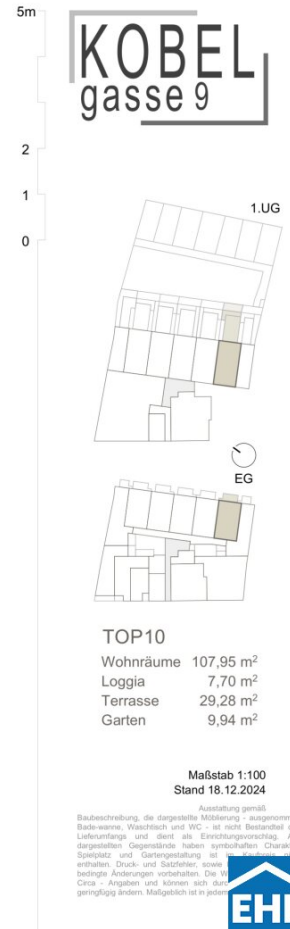 5m
KOBEL
gasse 9
2
1
0
1.UG
EG
TOP10
Wohnräume 107,95 m²
Loggia 7,70 m²
Terrasse 29,28 m²
Garten 9,94 m²
Maßstab 1:100
Stand 18.12.2024
Ausstattung gemäß
Baubeschreibung, die dargestellte Möblierung - ausgenomm
Bade-wanne, Waschtisch und WC - ist nicht Bestandteil
Lieferumfangs und dient als Einrichtungsvorschlag.
dargestellten Gegenstände haben symbolhaften Charak
Spielplatz und Gartengestaltung ist im Kaufpreis
enthalten. Druck- und Satzfehler, sowie
bedingte Änderungen vorbehalten. Die
Circa - Angaben und können sich
geringfügig ändern. Maßgeblich ist in
EHL